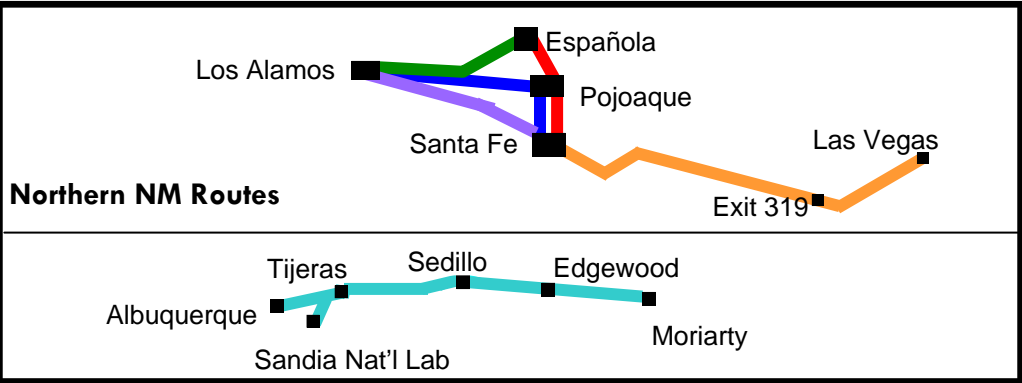 Española
Los Alamos
Pojoaque
Las Vegas
Santa Fe
Northern NM Routes
Exit 319
Sedillo
Tijeras
Edgewood
Albuquerque
Moriarty
Sandia Nat’l Lab